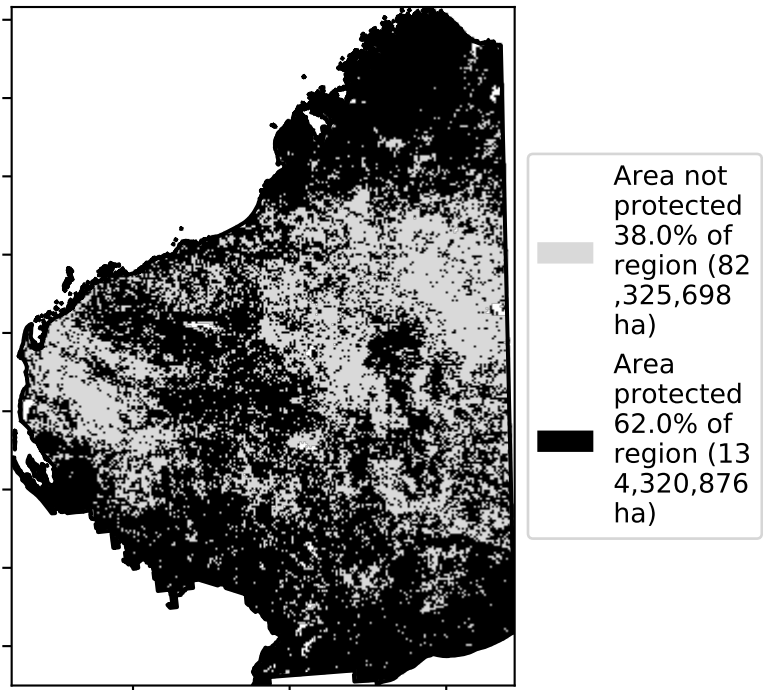 Area not
protected
38.0% of
region (82
,325,698
ha)
Area
protected
62.0% of
region (13
4,320,876
ha)